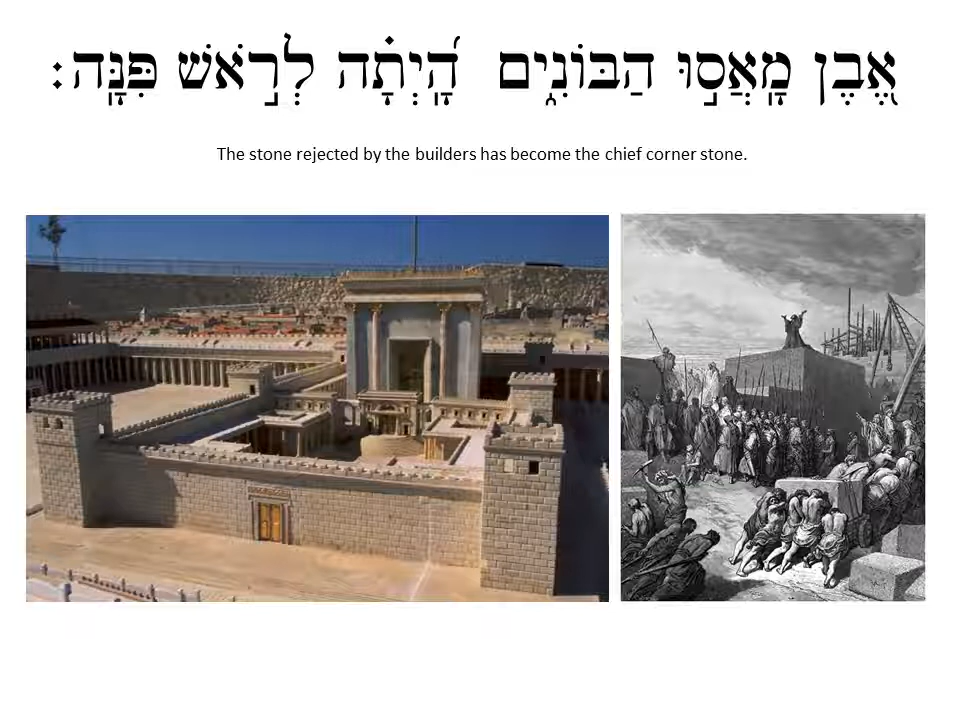 אֶ֭בֶן מָֽאֲס֣וּ הַבּוֹנִ֑ים הָֽ֝יְתָ֗ה לְרֹ֣אשׁ פִּנָּֽה׃
The stone rejected by the builders has become the chief corner stone.